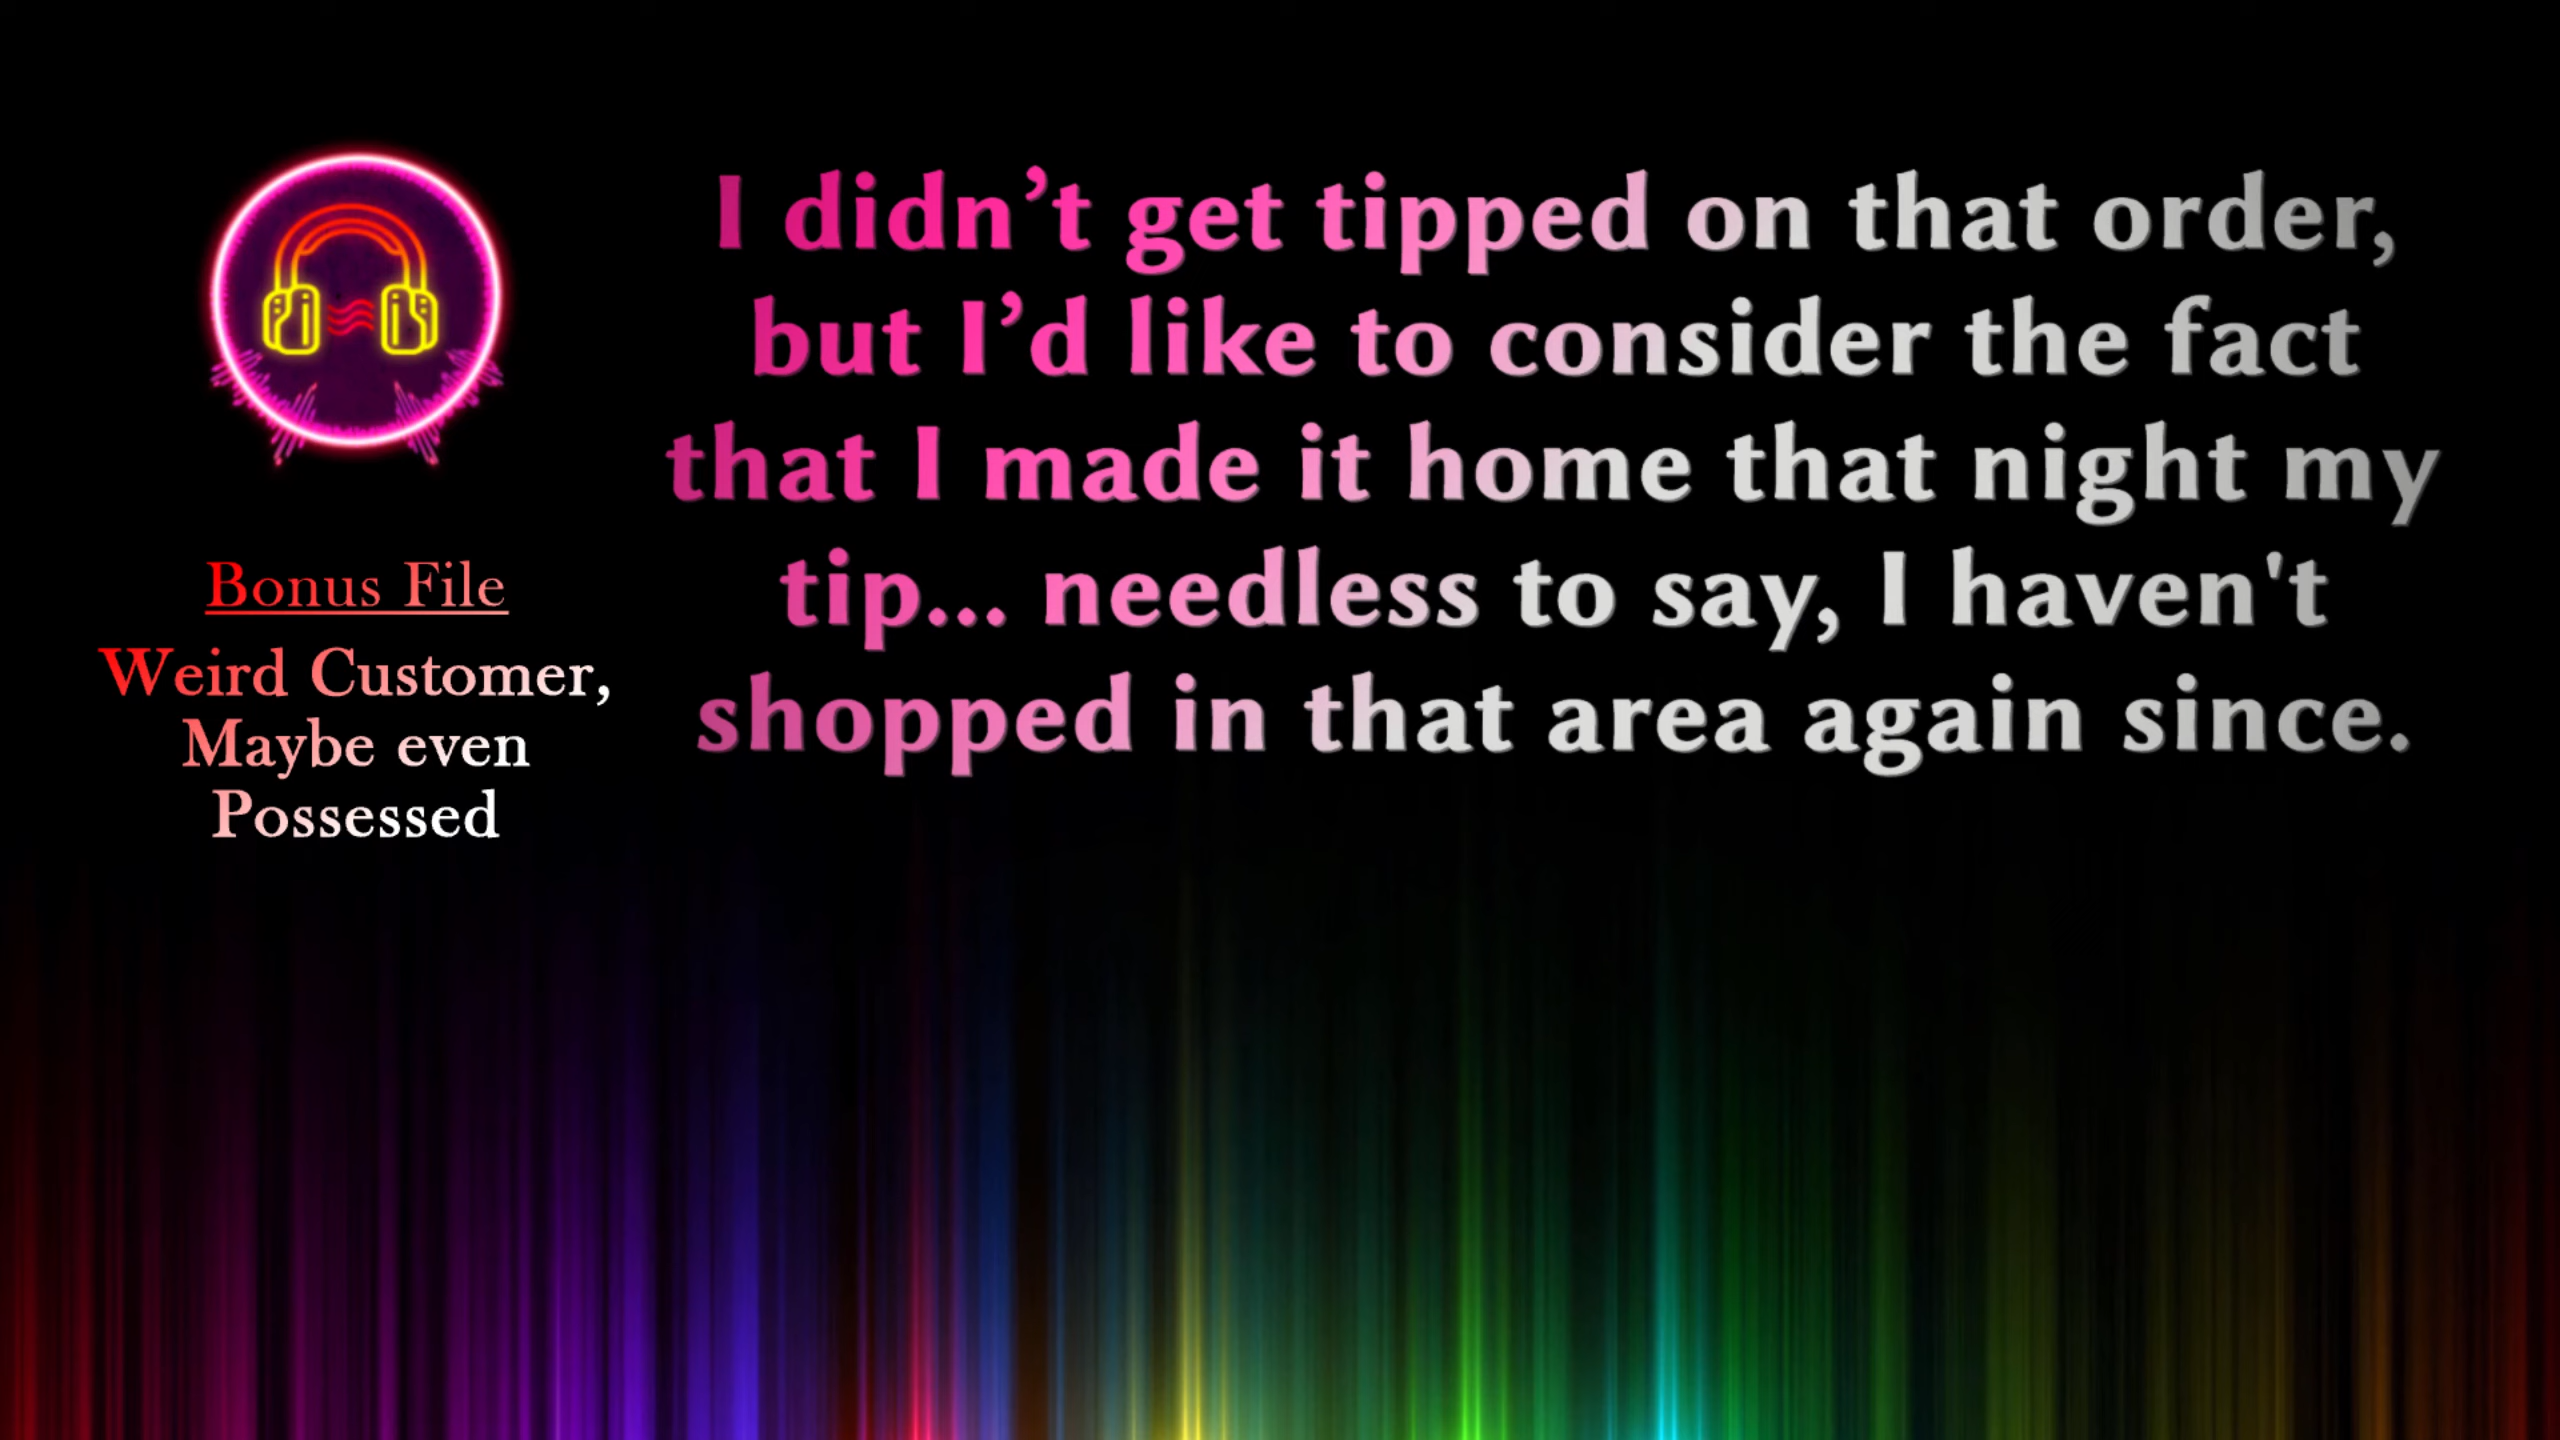 Bonus File
Weird Customer,
Maybe even
Possessed
I didn’t get tipped on that order,
but I’d like to consider the fact
that I made it home that night my
tip... needless to say, I haven't
shopped in that area again since.